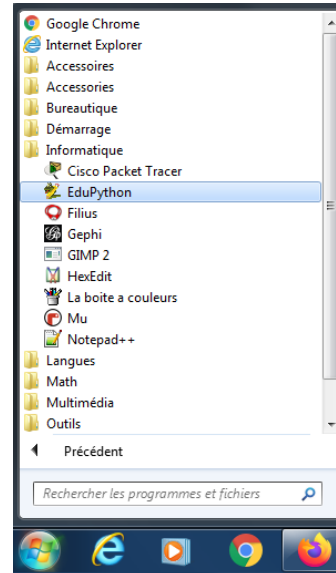 Google Chrome
Internet Explorer
Accessoires
Accessories
Bureautique
Démarrage
Informatique
Cisco Packet Tracer
EduPython
Filius
Gephi
GIMP 2
HexEdit
La boite a couleurs
Mu
Notepad++
Langues
Math
Multimédia
Outils
Précédent
Rechercher les programmes et fichiers